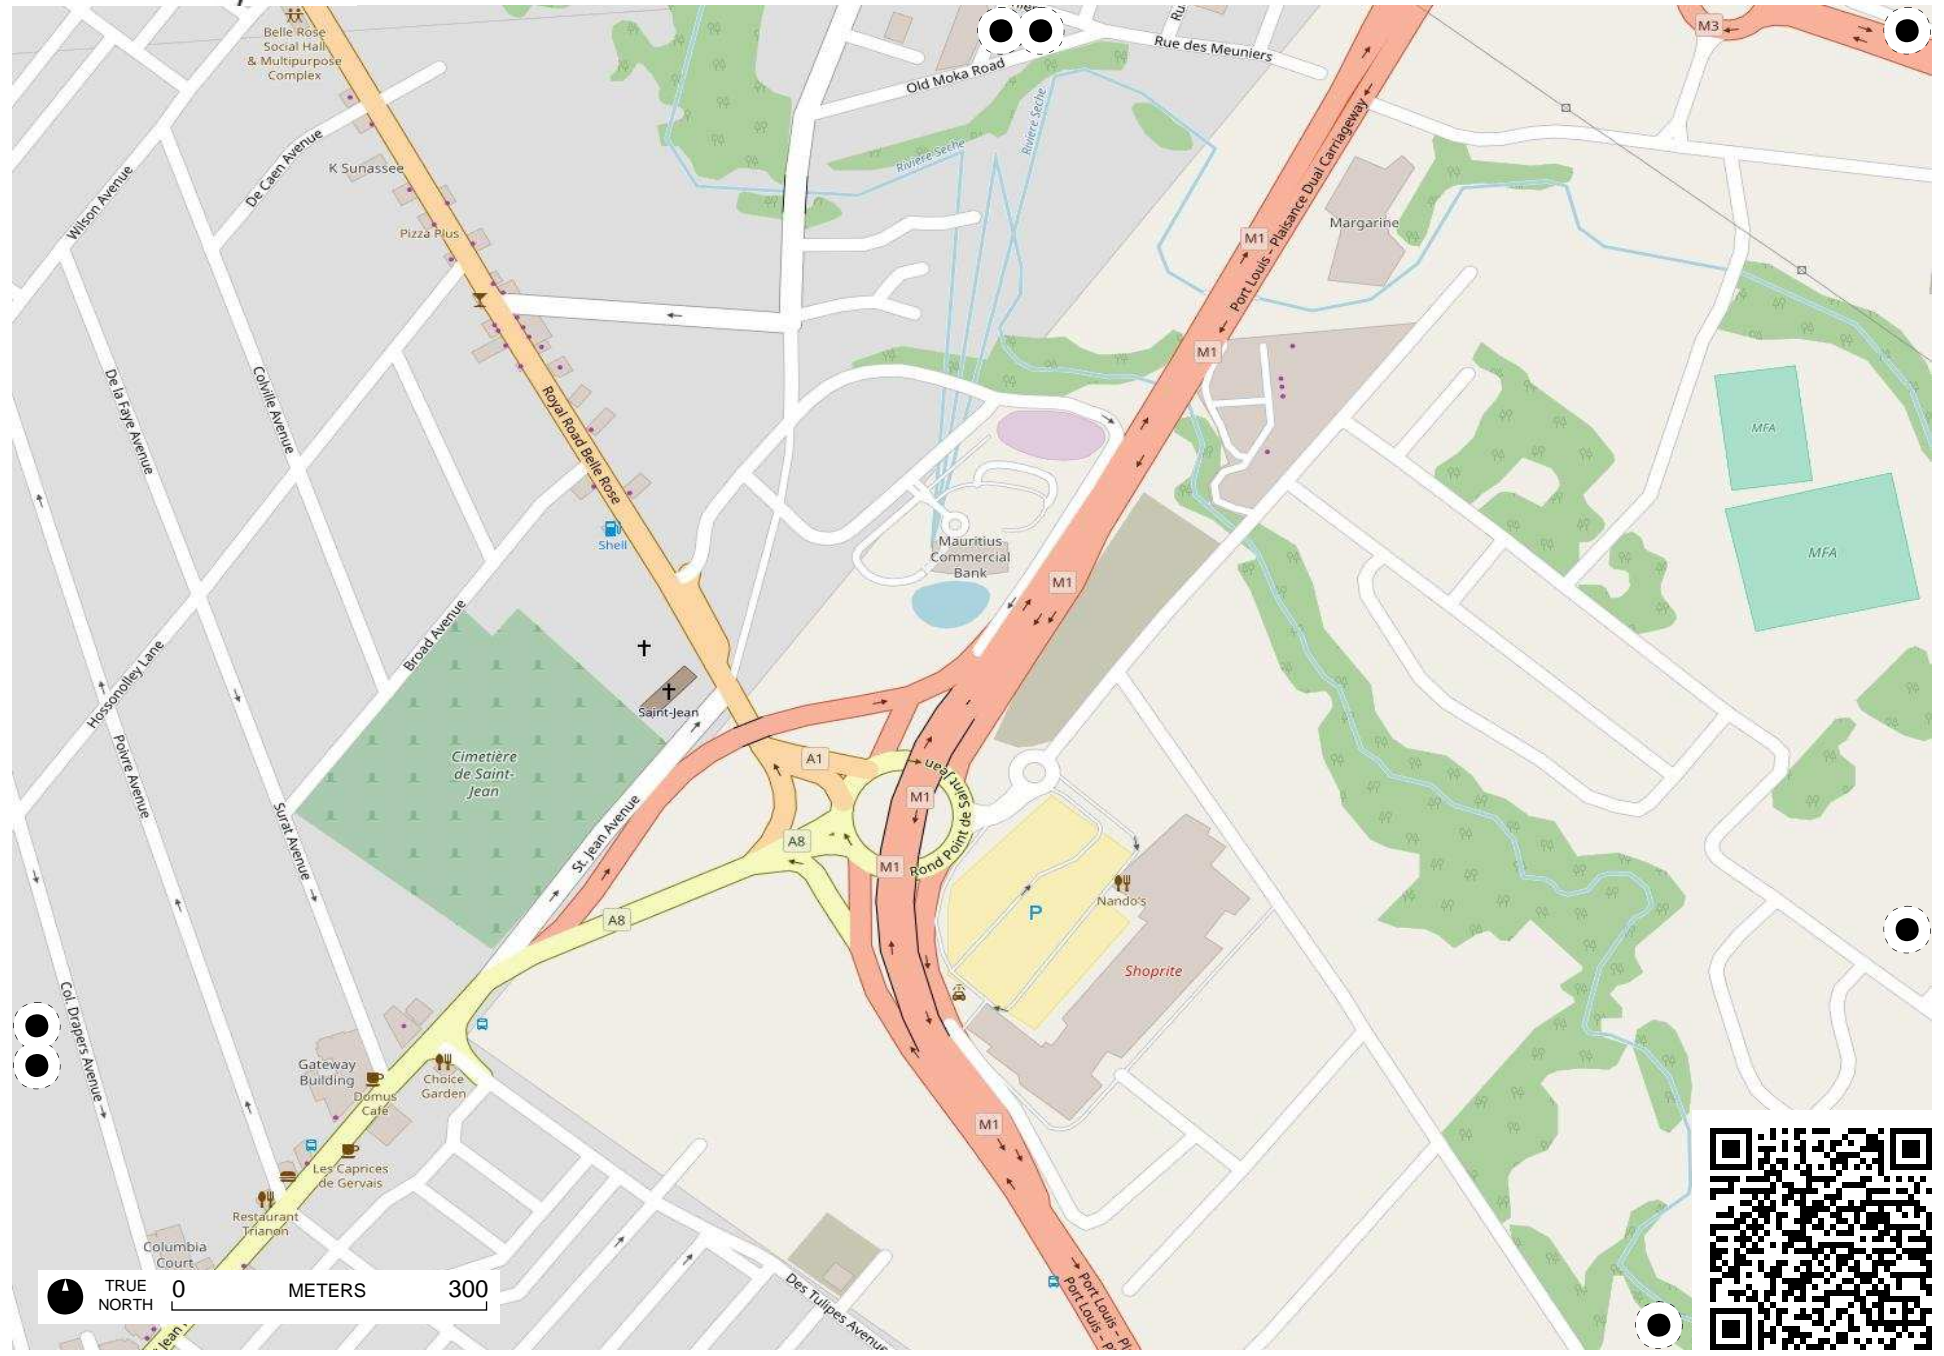 Belle Rose
Social Hall
& Multipurpose
Complex
M3
Rue des Meuniers
Old Moka Road
Rivière Sèche
Rivière Sèche
De Caen Avenue
K Sunassee
Wilson Avenue
Pizza Plus
Margarine
M1
Port Louis - Plaisance Dual Carriageway
M1
De la Faye Avenue
Colville Avenue
Royal Road Belle Rose
MFA
MFA
Shell
Mauritius
Commercial
Bank
M1
Broad Avenue
Hossonolley Lane
Saint-Jean
Cimetière
de Saint-
Jean
Poivre Avenue
A1
M1
Rond Point de Saint Jean
A8
M1
St. Jean Avenue
Surat Avenue
A8
P
Nando's
Shoprite
Col. Drapers Avenue
Gateway
Building
Domus
Café
Choice
Garden
M1
Les Caprices
de Gervais
Restaurant
Trianon
Columbia
Court
Des Tulipes Avenue
TRUE
NORTH
0 METERS 300